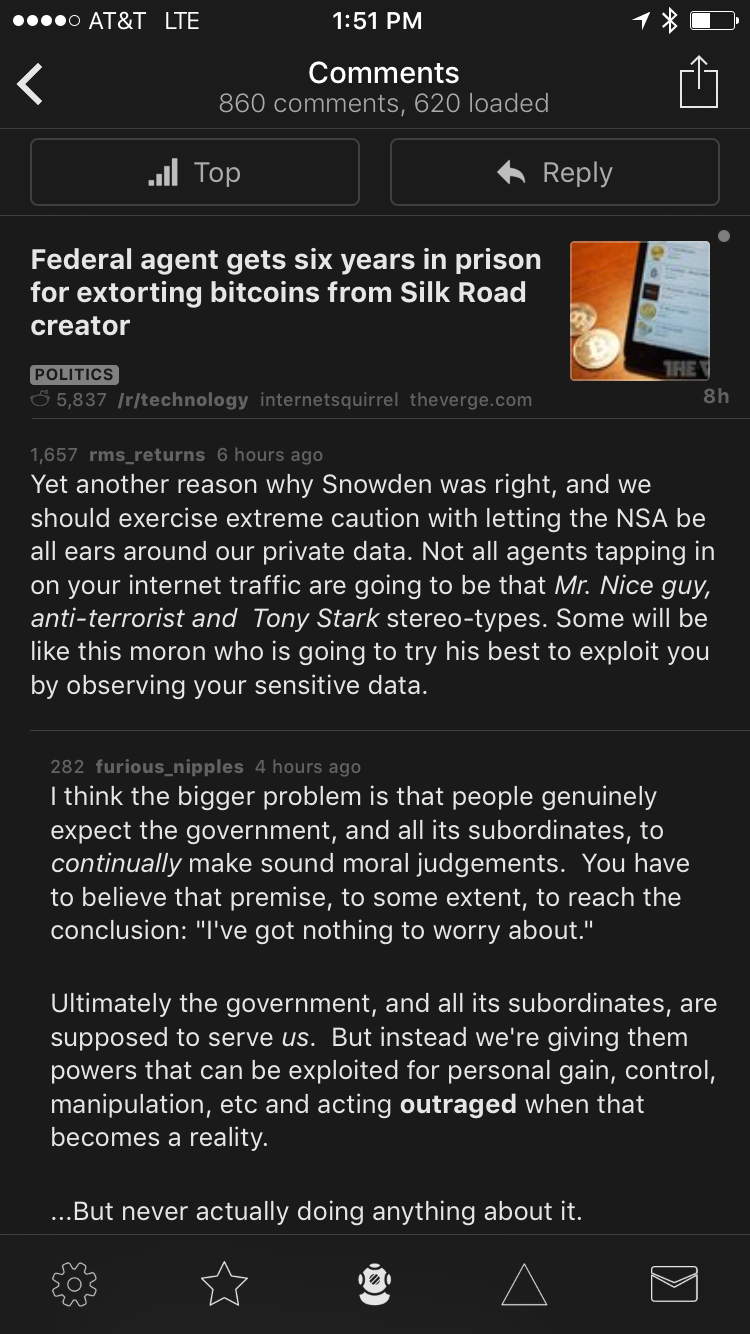 AT&T LTE 1:51 PM
Comments
860 comments, 620 loaded
Top Reply
Federal agent gets six years in prison
for extorting bitcoins from Silk Road
creator
THE V
POLITICS
5,837 /r/technology internetsquirrel theverge.com 8h
1,657 rms_returns 6 hours ago
Yet another reason why Snowden was right, and we
should exercise extreme caution with letting the NSA be
all ears around our private data. Not all agents tapping in
on your internet traffic are going to be that Mr. Nice guy,
anti-terrorist and  Tony Stark stereo-types. Some will be
like this moron who is going to try his best to exploit you
by observing your sensitive data.
282 furious_nipples 4 hours ago
I think the bigger problem is that people genuinely
expect the government, and all its subordinates, to
continually make sound moral judgements.  You have
to believe that premise, to some extent, to reach the
conclusion: "I've got nothing to worry about."
Ultimately the government, and all its subordinates, are
supposed to serve us.  But instead we're giving them
powers that can be exploited for personal gain, control,
manipulation, etc and acting outraged when that
becomes a reality.
...But never actually doing anything about it.